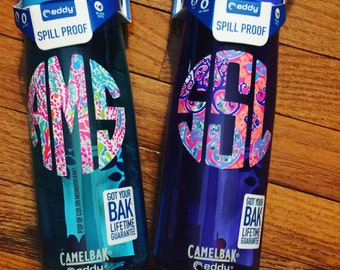 eddy
SPILL PROOF
AMS
GOT YOUR
BAK
LIFETIME
GUARANTEE
CAMELBAK
eddy
eddy
SPILL PROOF
SSL
GOT YOUR
BAK
LIFETIME
GUARANTEE
CAMELBAK
eddy